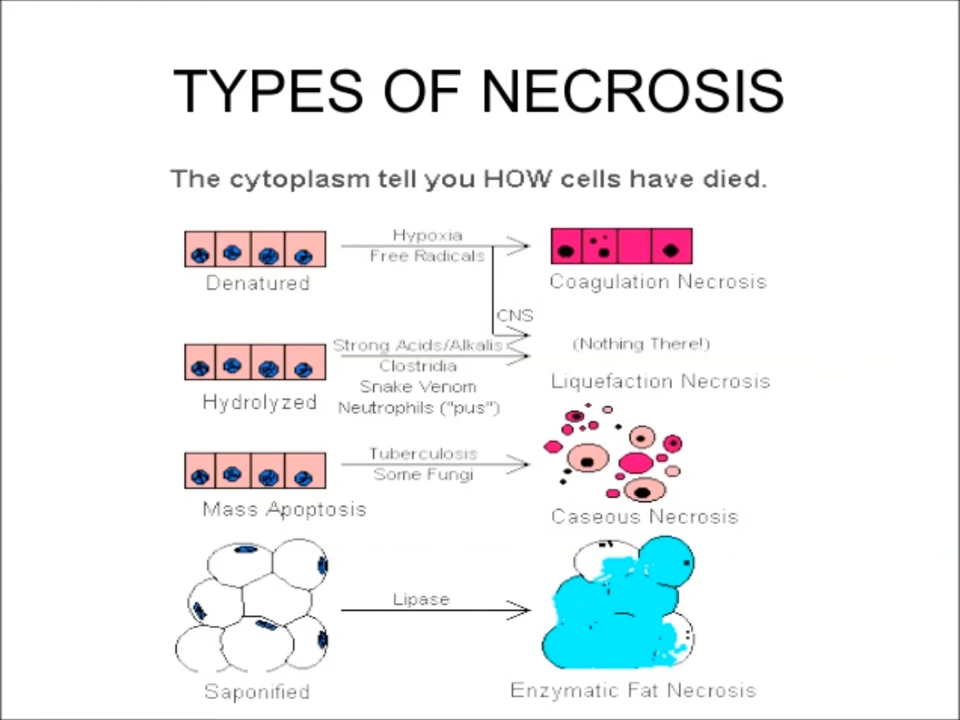 TYPES OF NECROSIS
The cytoplasm tell you HOW cells have died.
Hypoxia
Free Radicals
Denatured
Coagulation Necrosis
CNS
Strong Acids/Alkalis
(Nothing There!)
Clostridia
Snake Venom
Liquefaction Necrosis
Hydrolyzed
Neutrophils ("pus")
Tuberculosis
Some Fungi
Mass Apoptosis
Caseous Necrosis
Lipase
Saponified
Enzymatic Fat Necrosis